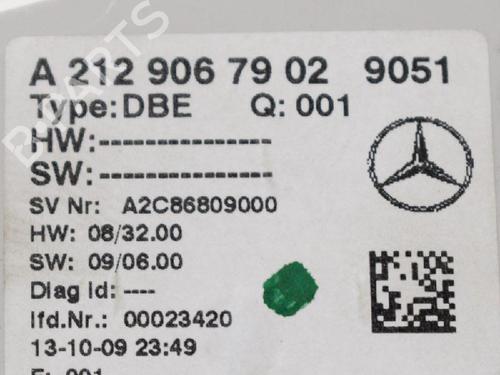 A 212 906 79 02 9051
Type: DBE Q: 001
HW:---------------
SW:---------------
SV Nr: A2C86809000
HW: 08/32.00
SW: 09/06.00
Diag Id: ----
lfd.Nr.: 00023420
13-10-09 23:49
F: 001